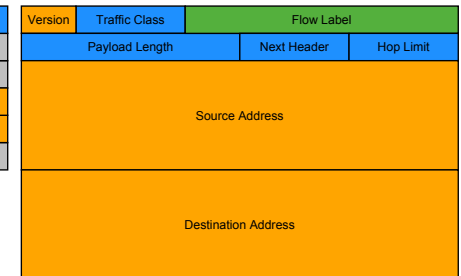 Version Traffic Class Flow Label
Payload Length Next Header Hop Limit
Source Address
Destination Address